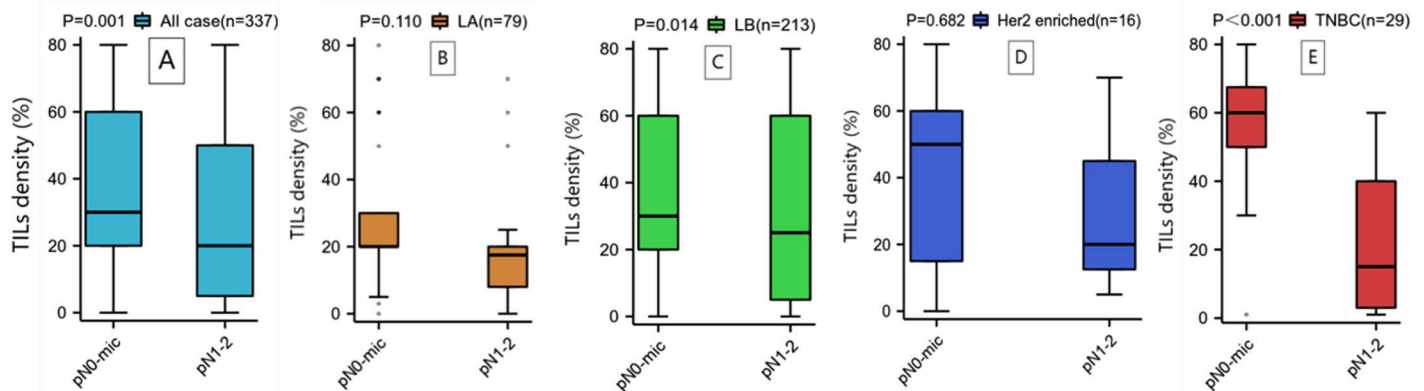 P=0.001 All case(n=337)
A
TILs density (%)
80
60
40
20
0
pN0-mic
pN1-2
P=0.110 LA(n=79)
B
TILs density (%)
80
60
40
20
0
pN0-mic
pN1-2
P=0.014 LB(n=213)
C
TILs density (%)
80
60
40
20
0
pN0-mic
pN1-2
P=0.682 Her2 enriched(n=16)
D
TILs density (%)
80
60
40
20
0
pN0-mic
pN1-2
P<0.001 TNBC(n=29)
E
TILs density (%)
80
60
40
20
0
pN0-mic
pN1-2